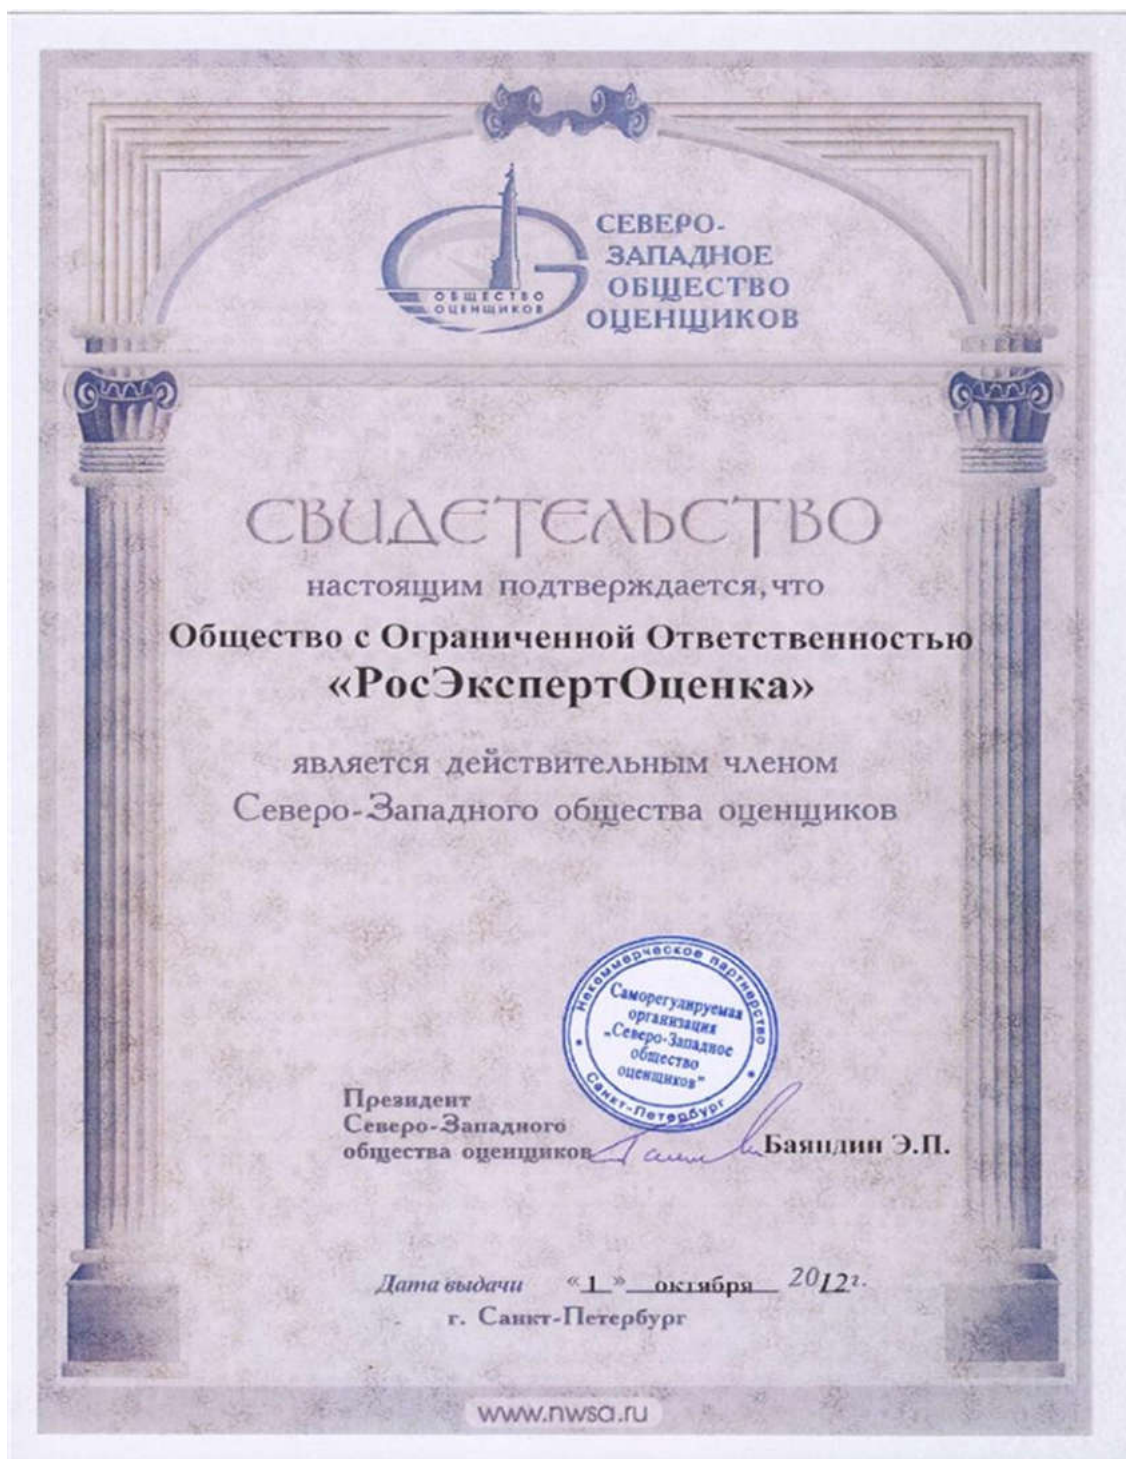 СЕВЕРО-
ЗАПАДНОЕ
ОБЩЕСТВО
ОЦЕНЩИКОВ
ОБЩЕСТВО
ОЦЕНЩИКОВ
СВИДЕТЕЛЬСТВО
настоящим подтверждается, что
Общество с Ограниченной Ответственностью
«РосЭкспертОценка»
является действительным членом
Северо-Западного общества оценщиков
Некоммерческое партнерство
Саморегулируемая
организация
„Северо-Западное
общество
оценщиков"
Санкт-Петербург
Президент
Северо-Западного
общества оценщиков
Баяндин Э.П.
Дата выдачи «1» октября 2012г.
г. Санкт-Петербург
www.nwsa.ru